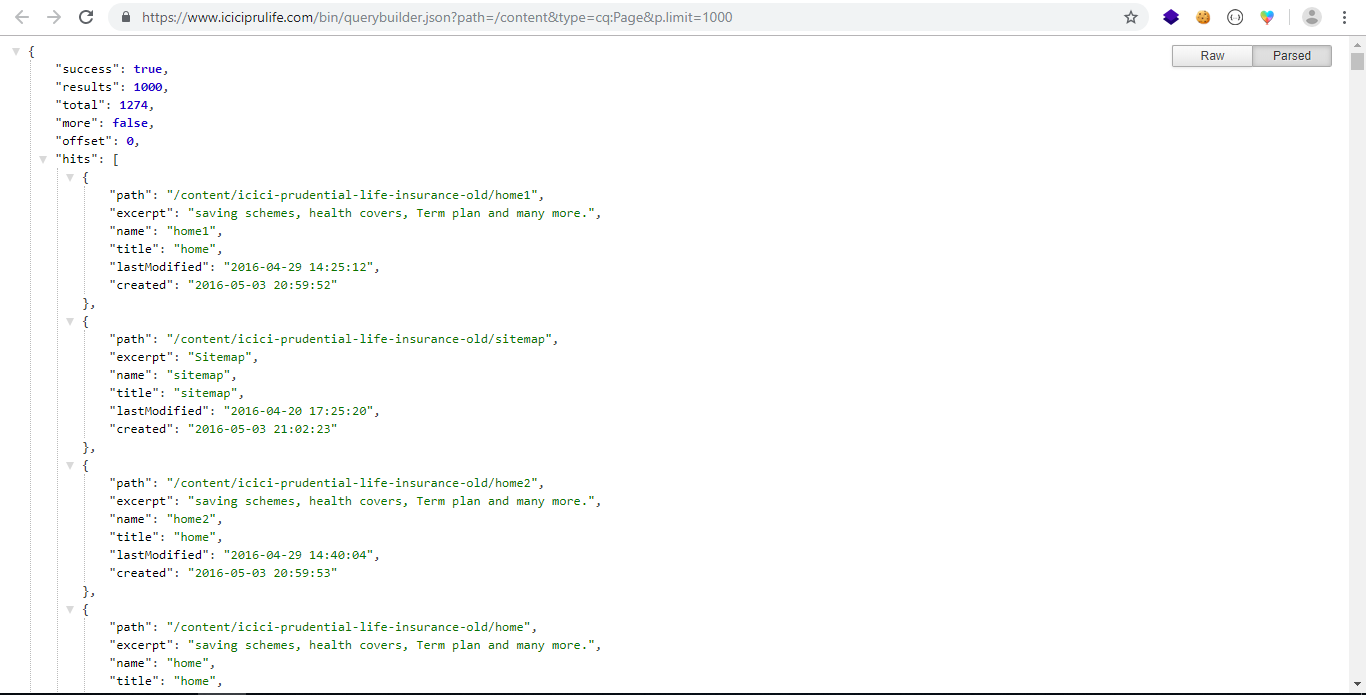 https://www.iciciprulife.com/bin/querybuilder.json?path=/content&type=cq:Page&p.limit=1000
Raw Parsed
{
"success": true,
"results": 1000,
"total": 1274,
"more": false,
"offset": 0,
"hits": [
{
"path": "/content/icici-prudential-life-insurance-old/home1",
"excerpt": "saving schemes, health covers, Term plan and many more.",
"name": "home1",
"title": "home",
"lastModified": "2016-04-29 14:25:12",
"created": "2016-05-03 20:59:52"
},
{
"path": "/content/icici-prudential-life-insurance-old/sitemap",
"excerpt": "Sitemap",
"name": "sitemap",
"title": "sitemap",
"lastModified": "2016-04-20 17:25:20",
"created": "2016-05-03 21:02:23"
},
{
"path": "/content/icici-prudential-life-insurance-old/home2",
"excerpt": "saving schemes, health covers, Term plan and many more.",
"name": "home2",
"title": "home",
"lastModified": "2016-04-29 14:40:04",
"created": "2016-05-03 20:59:53"
},
{
"path": "/content/icici-prudential-life-insurance-old/home",
"excerpt": "saving schemes, health covers, Term plan and many more.",
"name": "home",
"title": "home",